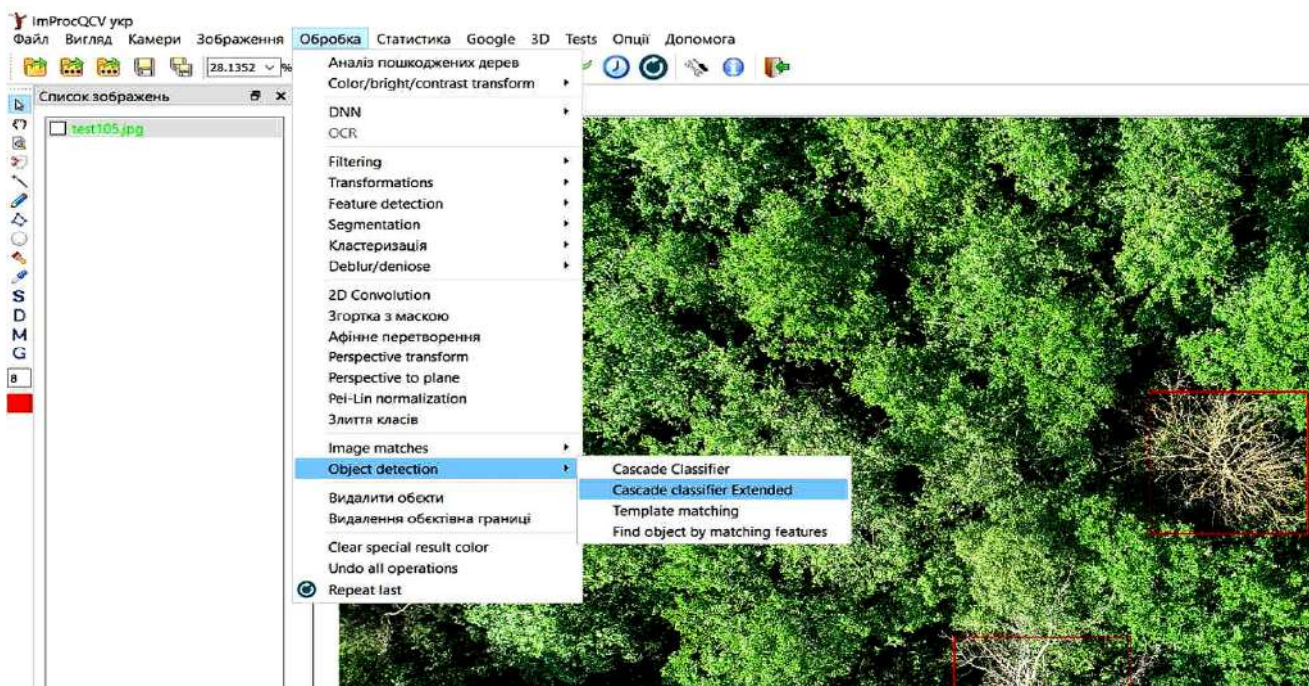 ImProcQCV укр
Файл Вигляд Камери Зображення Обробка Статистика Google 3D Tests Опції Допомога
28.1352 %
Список зображень
test105.jpg
S
D
M
G
8
Аналіз пошкоджених дерев
Color/bright/contrast transform
DNN
OCR
Filtering
Transformations
Feature detection
Segmentation
Кластеризація
Deblur/deniose
2D Convolution
Згортка з маскою
Афінне перетворення
Perspective transform
Perspective to plane
Pei-Lin normalization
Злиття класів
Image matches
Object detection
Видалити обєкти
Видалення обєктівна границі
Clear special result color
Undo all operations
Repeat last
Cascade Classifier
Cascade classifier Extended
Template matching
Find object by matching features